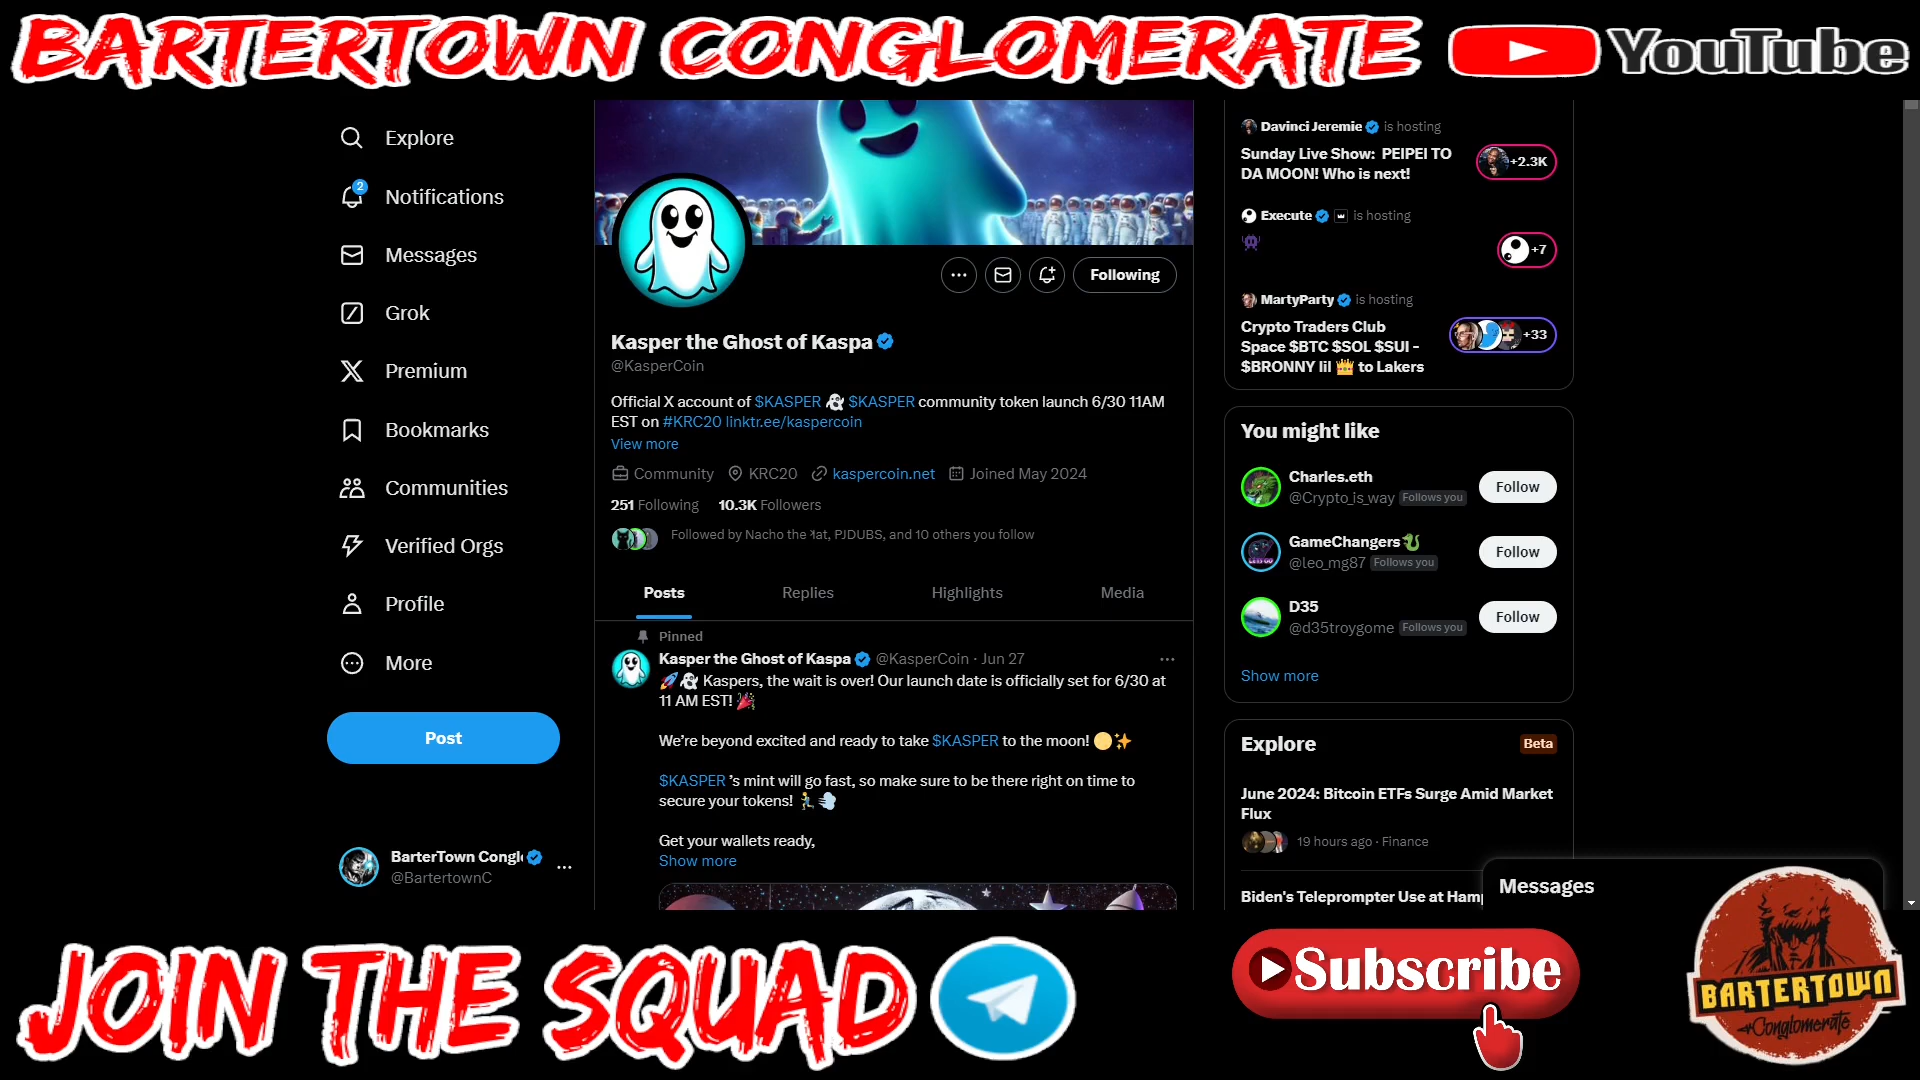 BARTERTOWN CONGLOMERATE YouTube
Explore
2
Notifications
Messages
Grok
Premium
Bookmarks
Communities
Verified Orgs
Profile
More
Post
BarterTown Congl
@BartertownC
Following
Kasper the Ghost of Kaspa
@KasperCoin
Official X account of $KASPER 👻 $KASPER community token launch 6/30 11AM
EST on #KRC20 linktr.ee/kaspercoin
View more
Community KRC20 kaspercoin.net Joined May 2024
251 Following 10.3K Followers
Followed by Nacho the 𐤊at, PJDUBS, and 10 others you follow
Posts Replies Highlights Media
Pinned
Kasper the Ghost of Kaspa @KasperCoin · Jun 27
🚀👻 Kaspers, the wait is over! Our launch date is officially set for 6/30 at
11 AM EST! 🎉
We’re beyond excited and ready to take $KASPER to the moon! 🌕✨
$KASPER ’s mint will go fast, so make sure to be there right on time to
secure your tokens! 🏃‍♂️💨
Get your wallets ready,
Show more
Davinci Jeremie is hosting
Sunday Live Show: PEIPEI TO
DA MOON! Who is next!
+2.3K
Execute is hosting
👾
+7
MartyParty is hosting
Crypto Traders Club
Space $BTC $SOL $SUI -
$BRONNY lil 👑 to Lakers
+33
You might like
Charles.eth
@Crypto_is_way Follows you
Follow
GameChangers🐉
@leo_mg87 Follows you
Follow
D35
@d35troygome Follows you
Follow
Show more
Explore Beta
June 2024: Bitcoin ETFs Surge Amid Market
Flux
19 hours ago · Finance
Biden's Teleprompter Use at Ham
Messages
JOIN THE SQUAD
Subscribe
BARTERTOWN
Conglomerate